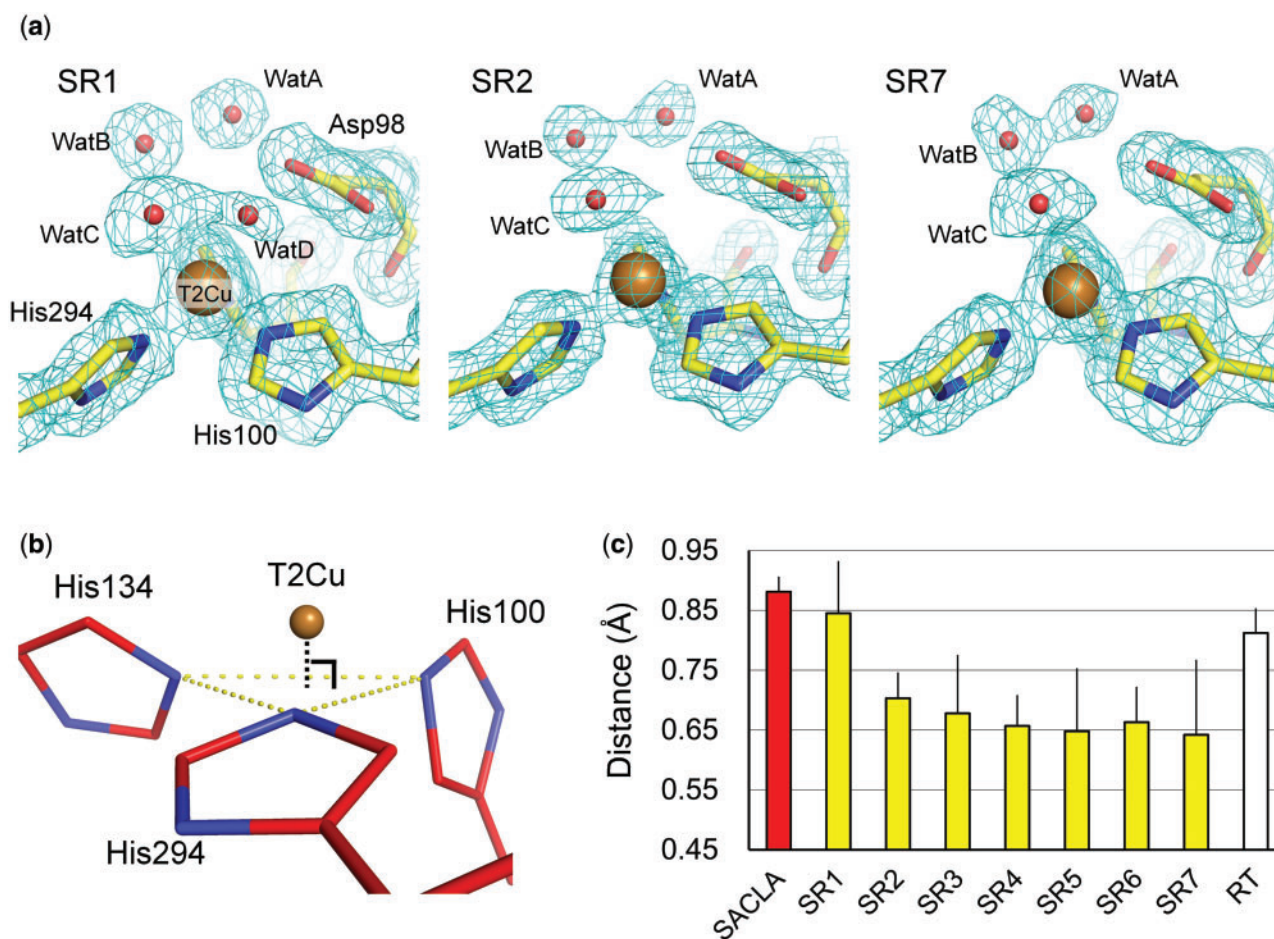 (a)
SR1
WatA
WatB
Asp98
WatC
WatD
T2Cu
His294
His100
SR2
WatA
WatB
WatC
SR7
WatA
WatB
WatC
(b)
His134
T2Cu
His100
His294
(c)
Distance (Å)
0.95
0.85
0.75
0.65
0.55
0.45
SACLA
SR1
SR2
SR3
SR4
SR5
SR6
SR7
RT